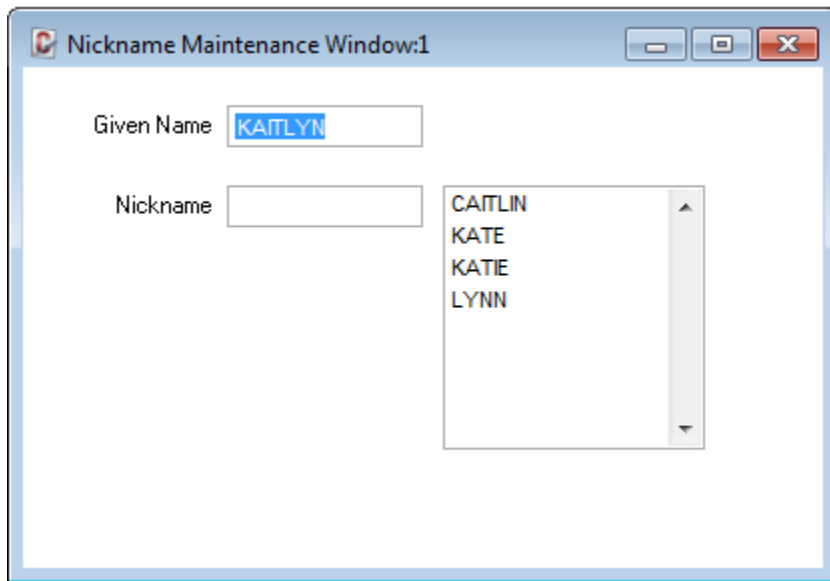 Nickname Maintenance Window:1
Given Name KAITLYN
Nickname
CAITLIN
KATE
KATIE
LYNN